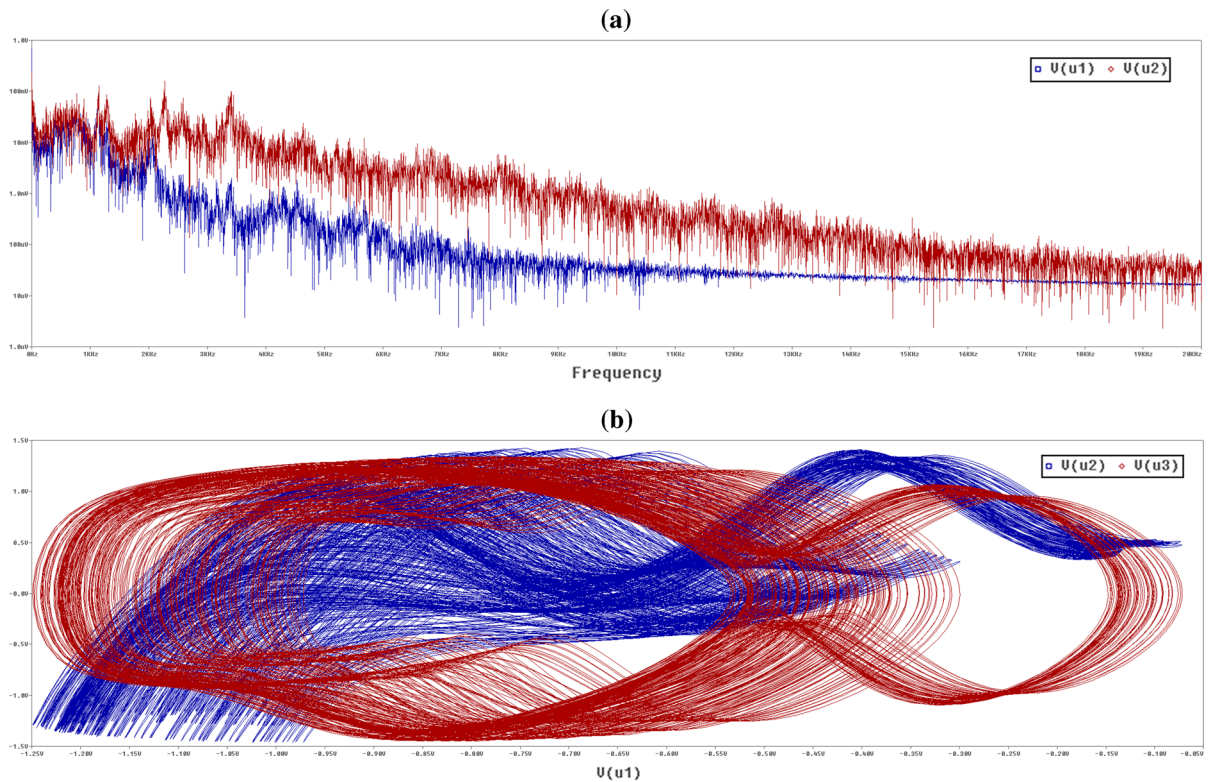 (a)
1.0V
V(u1) V(u2)
100mV
10mV
1.0mV
100uV
10uV
1.0uV
0Hz 1KHz 2KHz 3KHz 4KHz 5KHz 6KHz 7KHz 8KHz 9KHz 10KHz 11KHz 12KHz 13KHz 14KHz 15KHz 16KHz 17KHz 18KHz 19KHz 20KHz
Frequency
(b)
1.5V
V(u2) V(u3)
1.0V
0.5V
-0.0V
-0.5V
-1.0V
-1.5V
-1.25V -1.20V -1.15V -1.10V -1.05V -1.00V -0.95V -0.90V -0.85V -0.80V -0.75V -0.70V -0.65V -0.60V -0.55V -0.50V -0.45V -0.40V -0.35V -0.30V -0.25V -0.20V -0.15V -0.10V -0.05V
V(u1)